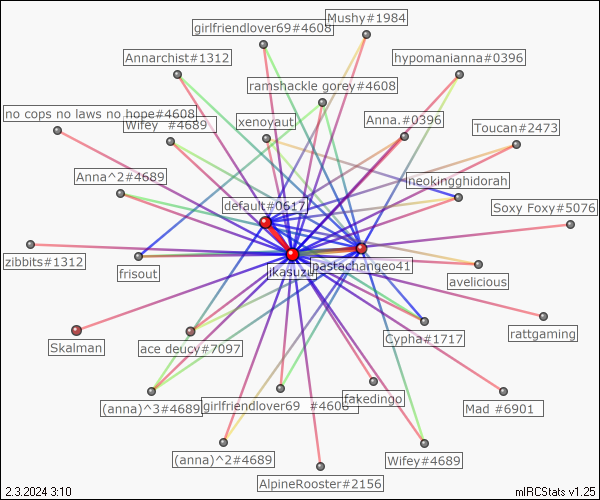 Mushy#1984
girlfriendlover69#4608
Annarchist#1312
hypomanianna#0396
ramshackle gorey#4608
no cops no laws no hope#4608
Wifey #4689
xenoyaut
Anna.#0396
Toucan#2473
Anna^2#4689
neokingghidorah
default#0617
Soxy Foxy#5076
zibbits#1312
frisout
jkasuzu
pastachangeo41
avelicious
Skalman
ace deucy#7097
Cypha#1717
rattgaming
(anna)^3#4689
girlfriendlover69 #4608
fakedingo
Mad #6901
(anna)^2#4689
Wifey#4689
AlpineRooster#2156
2.3.2024 3:10
mIRCStats v1.25